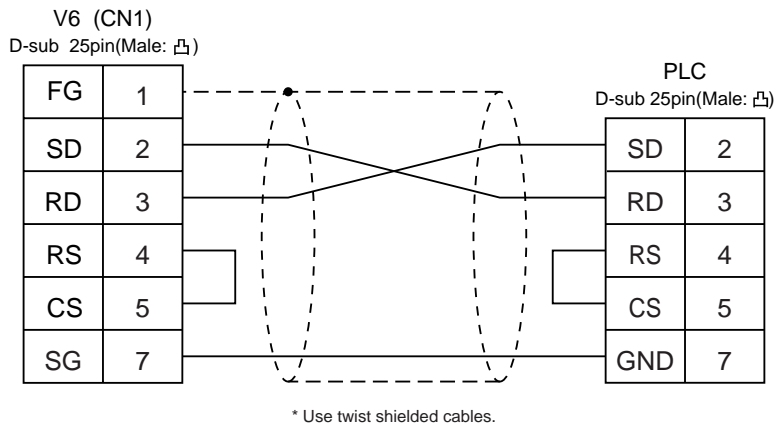 V6 (CN1)
D-sub 25pin(Male: 凸)
FG 1
SD 2
RD 3
RS 4
CS 5
SG 7
PLC
D-sub 25pin(Male: 凸)
SD 2
RD 3
RS 4
CS 5
GND 7
* Use twist shielded cables.